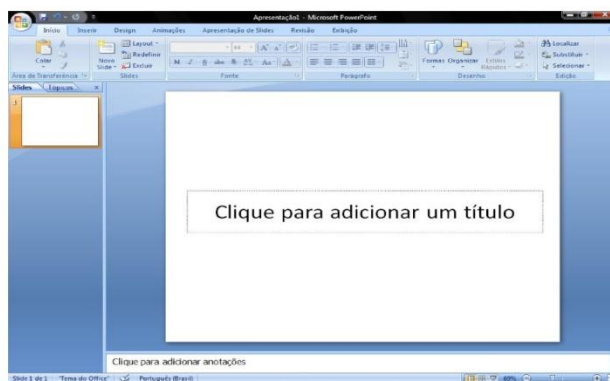 Apresentação1 - Microsoft PowerPoint
Início Inserir Design Animações Apresentação de Slides Revisão Exibição
Colar
Novo Slide
Layout
Redefinir
Excluir
Formas Organizar Estilos Rápidos
Localizar
Substituir
Selecionar
Área de Transferência Slides Fonte Parágrafo Desenho Edição
Slides Tópicos
1
Clique para adicionar um título
Clique para adicionar anotações
Slide 1 de 1 "Tema do Office" Português (Brasil) 69%